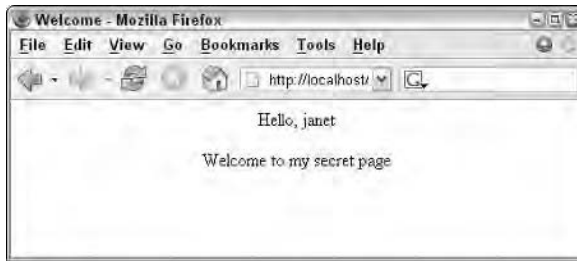 Welcome - Mozilla Firefox
File Edit View Go Bookmarks Tools Help
http://localhost/
Hello, janet
Welcome to my secret page